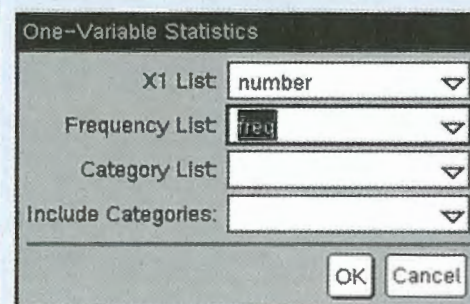 One-Variable Statistics
X1 List: number
Frequency List: freq
Category List:
Include Categories:
OK Cancel